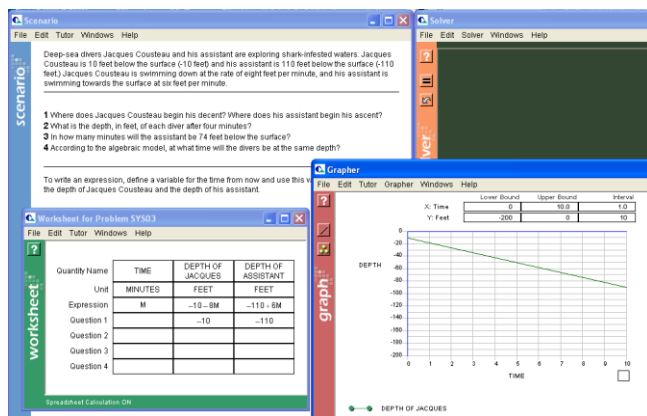 Scenario
File Edit Tutor Windows Help
scenario
Deep-sea divers Jacques Cousteau and his assistant are exploring shark-infested waters. Jacques
Cousteau is 10 feet below the surface (-10 feet) and his assistant is 110 feet below the surface (-110
feet.) Jacques Cousteau is swimming down at the rate of eight feet per minute, and his assistant is
swimming towards the surface at six feet per minute.
1 Where does Jacques Cousteau begin his decent? Where does his assistant begin his ascent?
2 What is the depth, in feet, of each diver after four minutes?
3 In how many minutes will the assistant be 74 feet below the surface?
4 According to the algebraic model, at what time will the divers be at the same depth?
To write an expression, define a variable for the time from now and use this v
the depth of Jacques Cousteau and the depth of his assistant.
Solver
File Edit Solver Windows Help
?
lver
Worksheet for Problem SY503
File Edit Tutor Windows Help
?
worksheet
Quantity Name TIME DEPTH OF JACQUES DEPTH OF ASSISTANT
Unit MINUTES FEET FEET
Expression M –10 – 8M –110 + 6M
Question 1 –10 –110
Question 2
Question 3
Question 4
Spreadsheet Calculation ON
Grapher
File Edit Tutor Grapher Windows Help
?
graph
Lower Bound Upper Bound Interval
X: Time 0 10.0 1.0
Y: Feet -200 0 10
DEPTH
0
-20
-40
-60
-80
-100
-120
-140
-160
-180
-200
0 1 2 3 4 5 6 7 8 9 10
TIME
DEPTH OF JACQUES